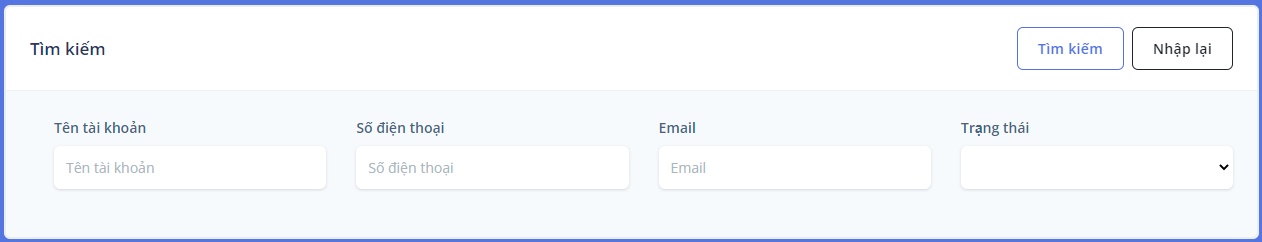 Tìm kiếm
Tìm kiếm
Nhập lại
Tên tài khoản
Số điện thoại
Email
Trạng thái
Tên tài khoản
Số điện thoại
Email